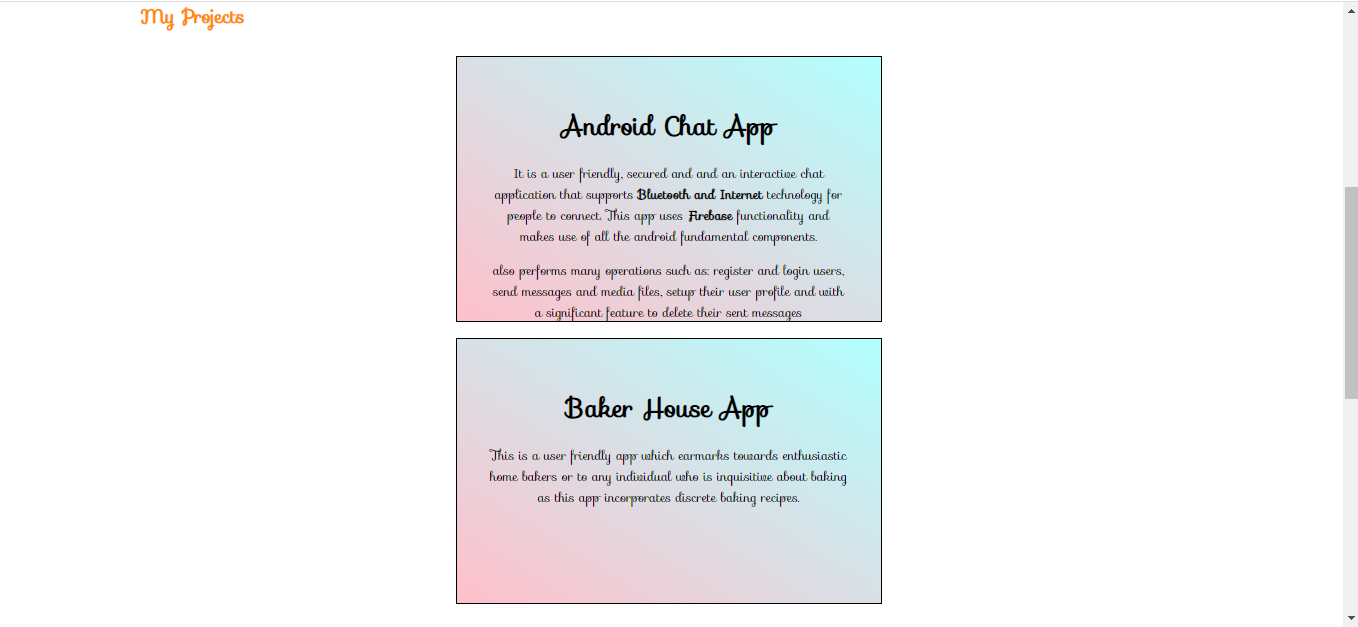 My Projects
Android Chat App
It is a user friendly, secured and and an interactive chat
application that supports Bluetooth and Internet technology for
people to connect. This app uses Firebase functionality and
makes use of all the android fundamental components.
also performs many operations such as: register and login users,
send messages and media files, setup their user profile and with
a significant feature to delete their sent messages
Baker House App
This is a user friendly app which earmarks towards enthusiastic
home bakers or to any individual who is inquisitive about baking
as this app incorporates discrete baking recipes.